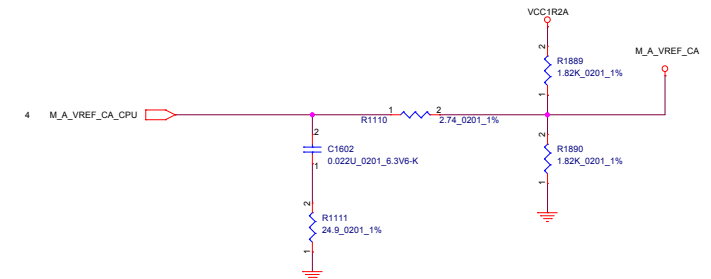 VCC1R2A
M_A_VREF_CA
2
R1889
1.82K_0201_1%
1
4 M_A_VREF_CA_CPU
1 2
R1110 2.74_0201_1%
2
C1602
0.022U_0201_6.3V6-K
1
2
R1890
1.82K_0201_1%
1
2
R1111
24.9_0201_1%
1